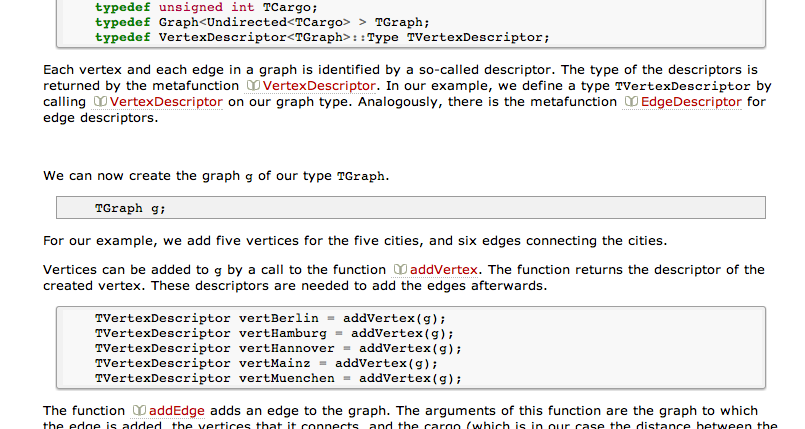 typedef unsigned int TCargo;
typedef Graph<Undirected<TCargo> > TGraph;
typedef VertexDescriptor<TGraph>::Type TVertexDescriptor;
Each vertex and each edge in a graph is identified by a so-called descriptor. The type of the descriptors is
returned by the metafunction VertexDescriptor. In our example, we define a type TVertexDescriptor by
calling VertexDescriptor on our graph type. Analogously, there is the metafunction EdgeDescriptor for
edge descriptors.
We can now create the graph g of our type TGraph.
TGraph g;
For our example, we add five vertices for the five cities, and six edges connecting the cities.
Vertices can be added to g by a call to the function addVertex. The function returns the descriptor of the
created vertex. These descriptors are needed to add the edges afterwards.
TVertexDescriptor vertBerlin = addVertex(g);
TVertexDescriptor vertHamburg = addVertex(g);
TVertexDescriptor vertHannover = addVertex(g);
TVertexDescriptor vertMainz = addVertex(g);
TVertexDescriptor vertMuenchen = addVertex(g);
The function addEdge adds an edge to the graph. The arguments of this function are the graph to which
the edge is added, the vertices that it connects, and the cargo (which is in our case the distance between the